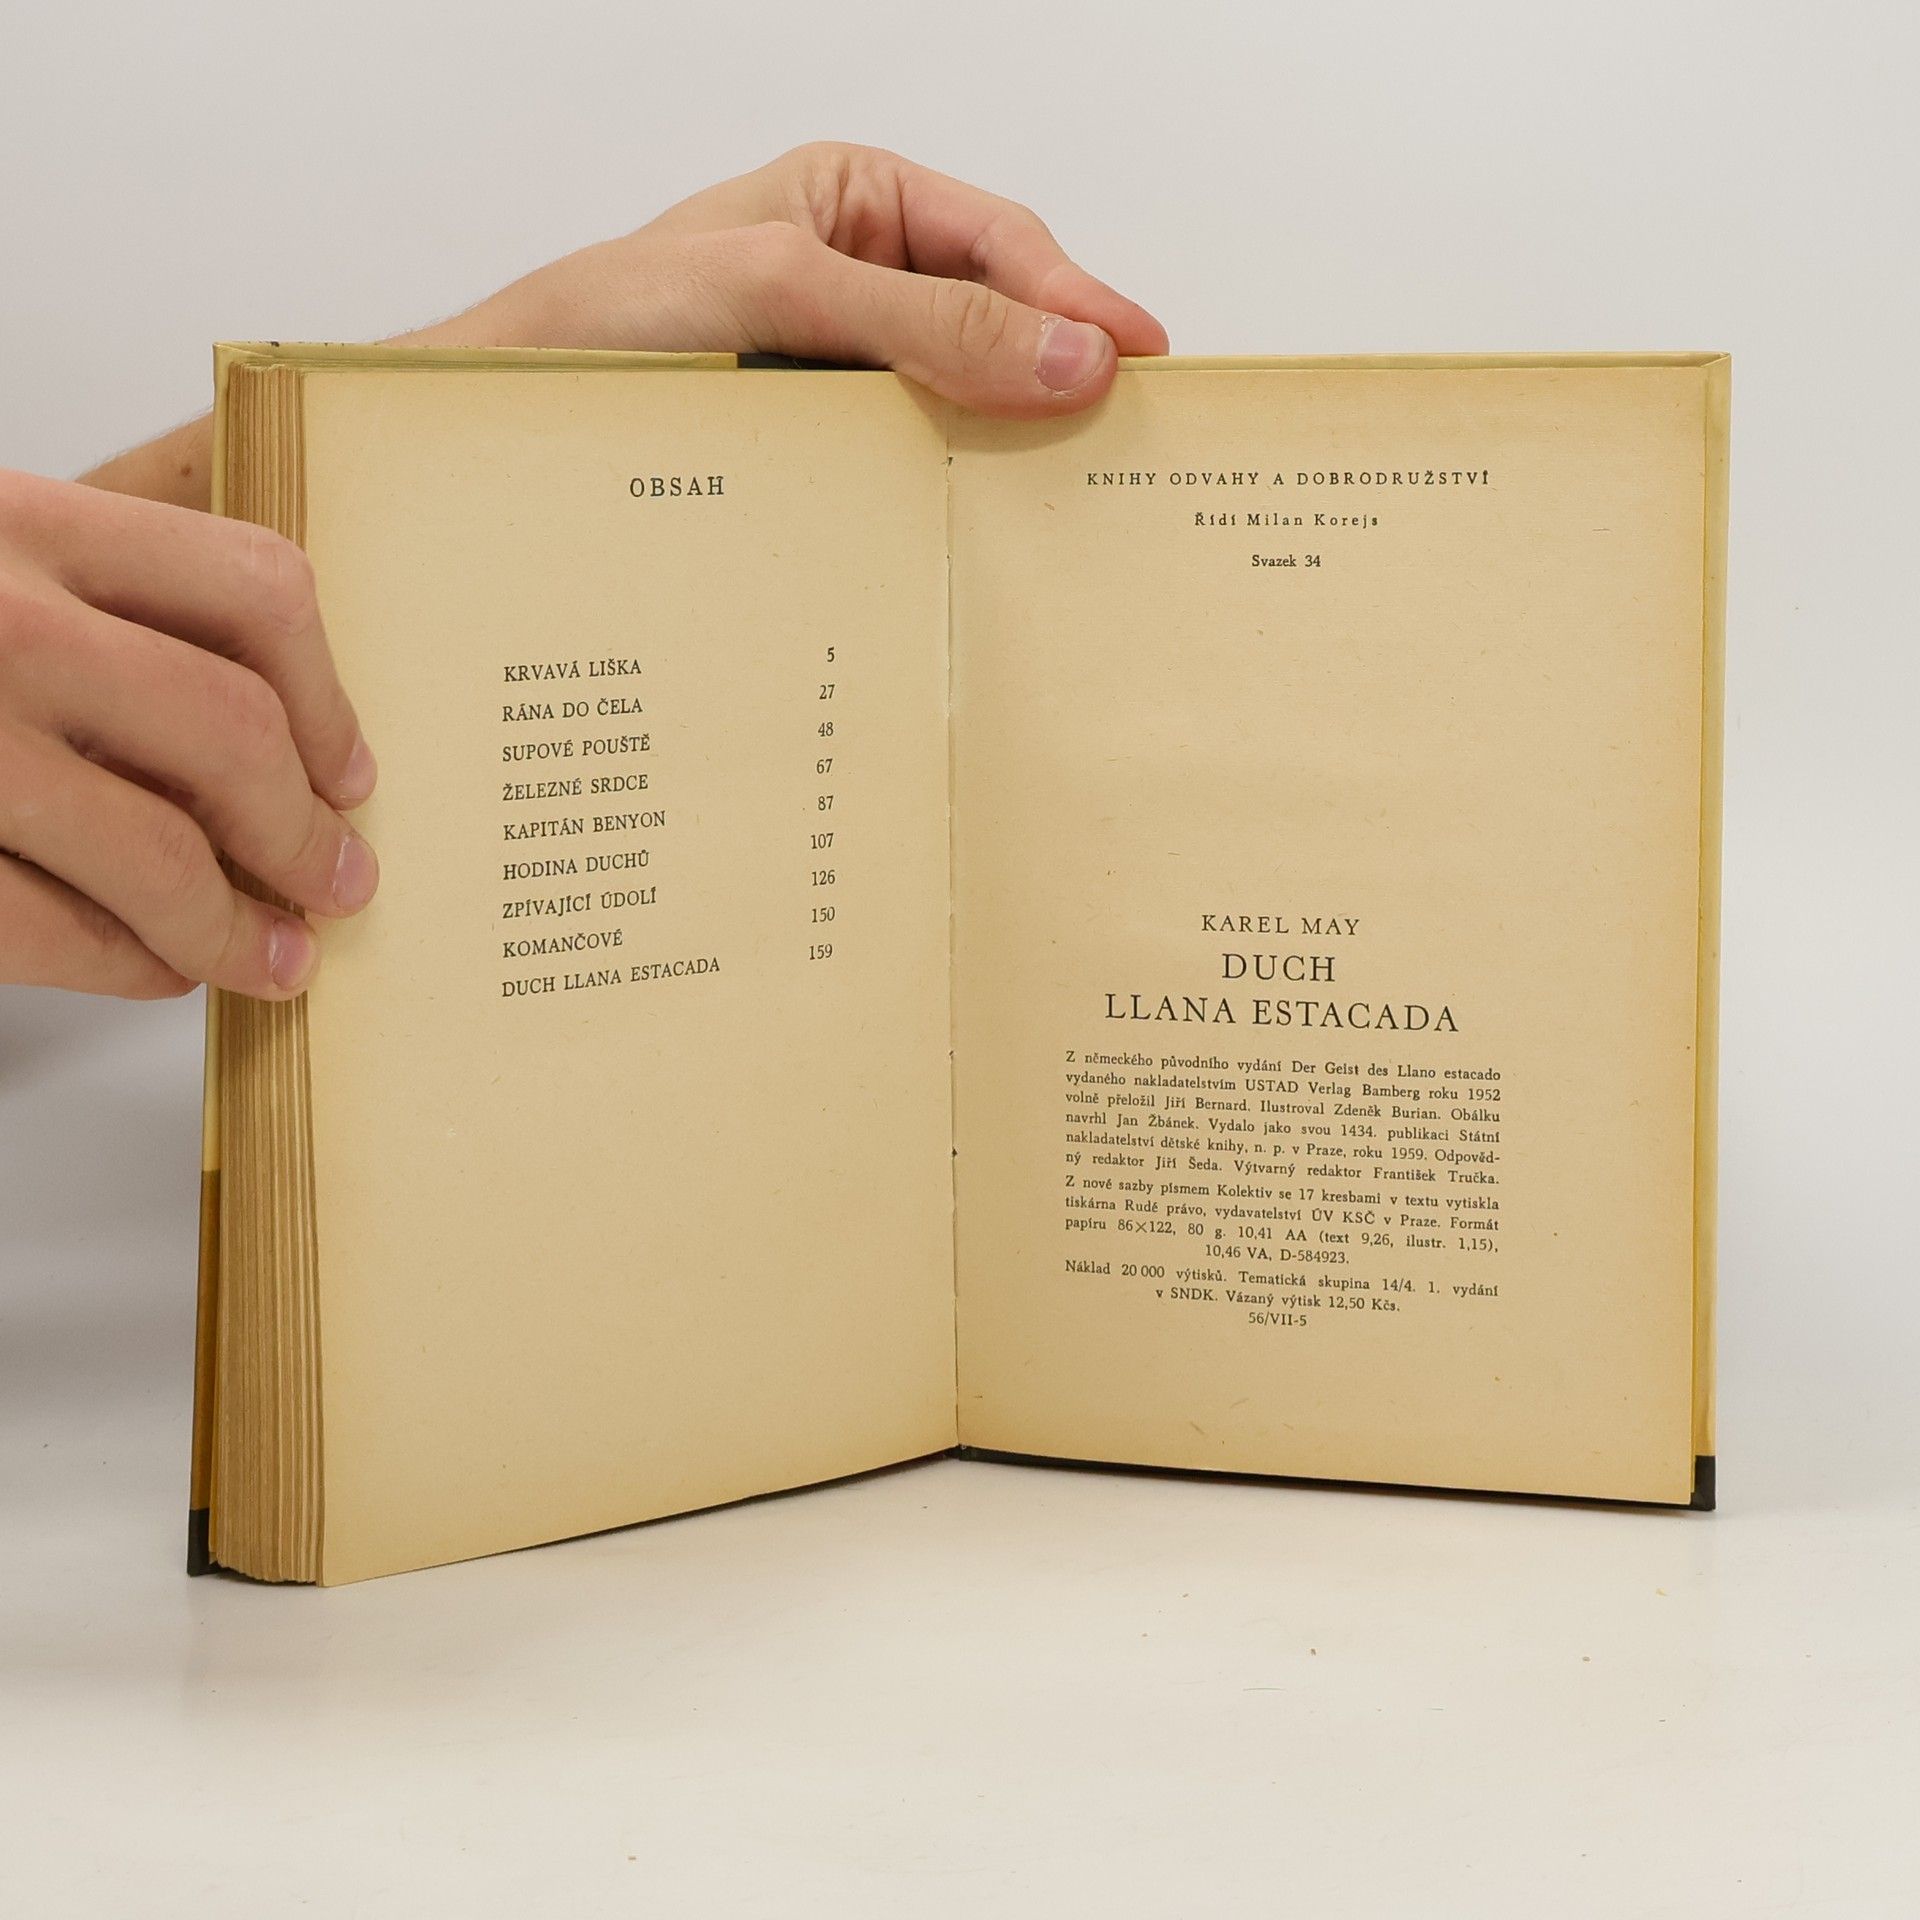 OBSAH
KRVAVÁ LIŠKA 5
RÁNA DO ČELA 27
SUPOVÉ POUŠTĚ 48
ŽELEZNÉ SRDCE 67
KAPITÁN BENYON 87
HODINA DUCHŮ 107
ZPÍVAJÍCÍ ÚDOLÍ 126
KOMANČOVÉ 150
DUCH LLANA ESTACADA 159
KNIHY ODVAHY A DOBRODRUŽSTVÍ
Řídí Milan Korejs
Svazek 34
KAREL MAY
DUCH
LLANA ESTACADA
Z německého původního vydání Der Geist des Llano estacado
vydaného nakladatelstvím USTAD Verlag Bamberg roku 1952
volně přeložil Jiří Bernard. Ilustroval Zdeněk Burian. Obálku
navrhl Jan Žbánek. Vydalo jako svou 1434. publikaci Státní
nakladatelství dětské knihy, n. p. v Praze, roku 1959. Odpověd-
ný redaktor Jiří Šeda. Výtvarný redaktor František Tručka.
Z nové sazby písmem Kolektiv se 17 kresbami v textu vytiskla
tiskárna Rudé právo, vydavatelství ÚV KSČ v Praze. Formát
papíru 86×122, 80 g. 10,41 AA (text 9,26, ilustr. 1,15),
10,46 VA, D-584923.
Náklad 20 000 výtisků. Tematická skupina 14/4. 1. vydání
v SNDK. Vázaný výtisk 12,50 Kčs.
56/VII-5